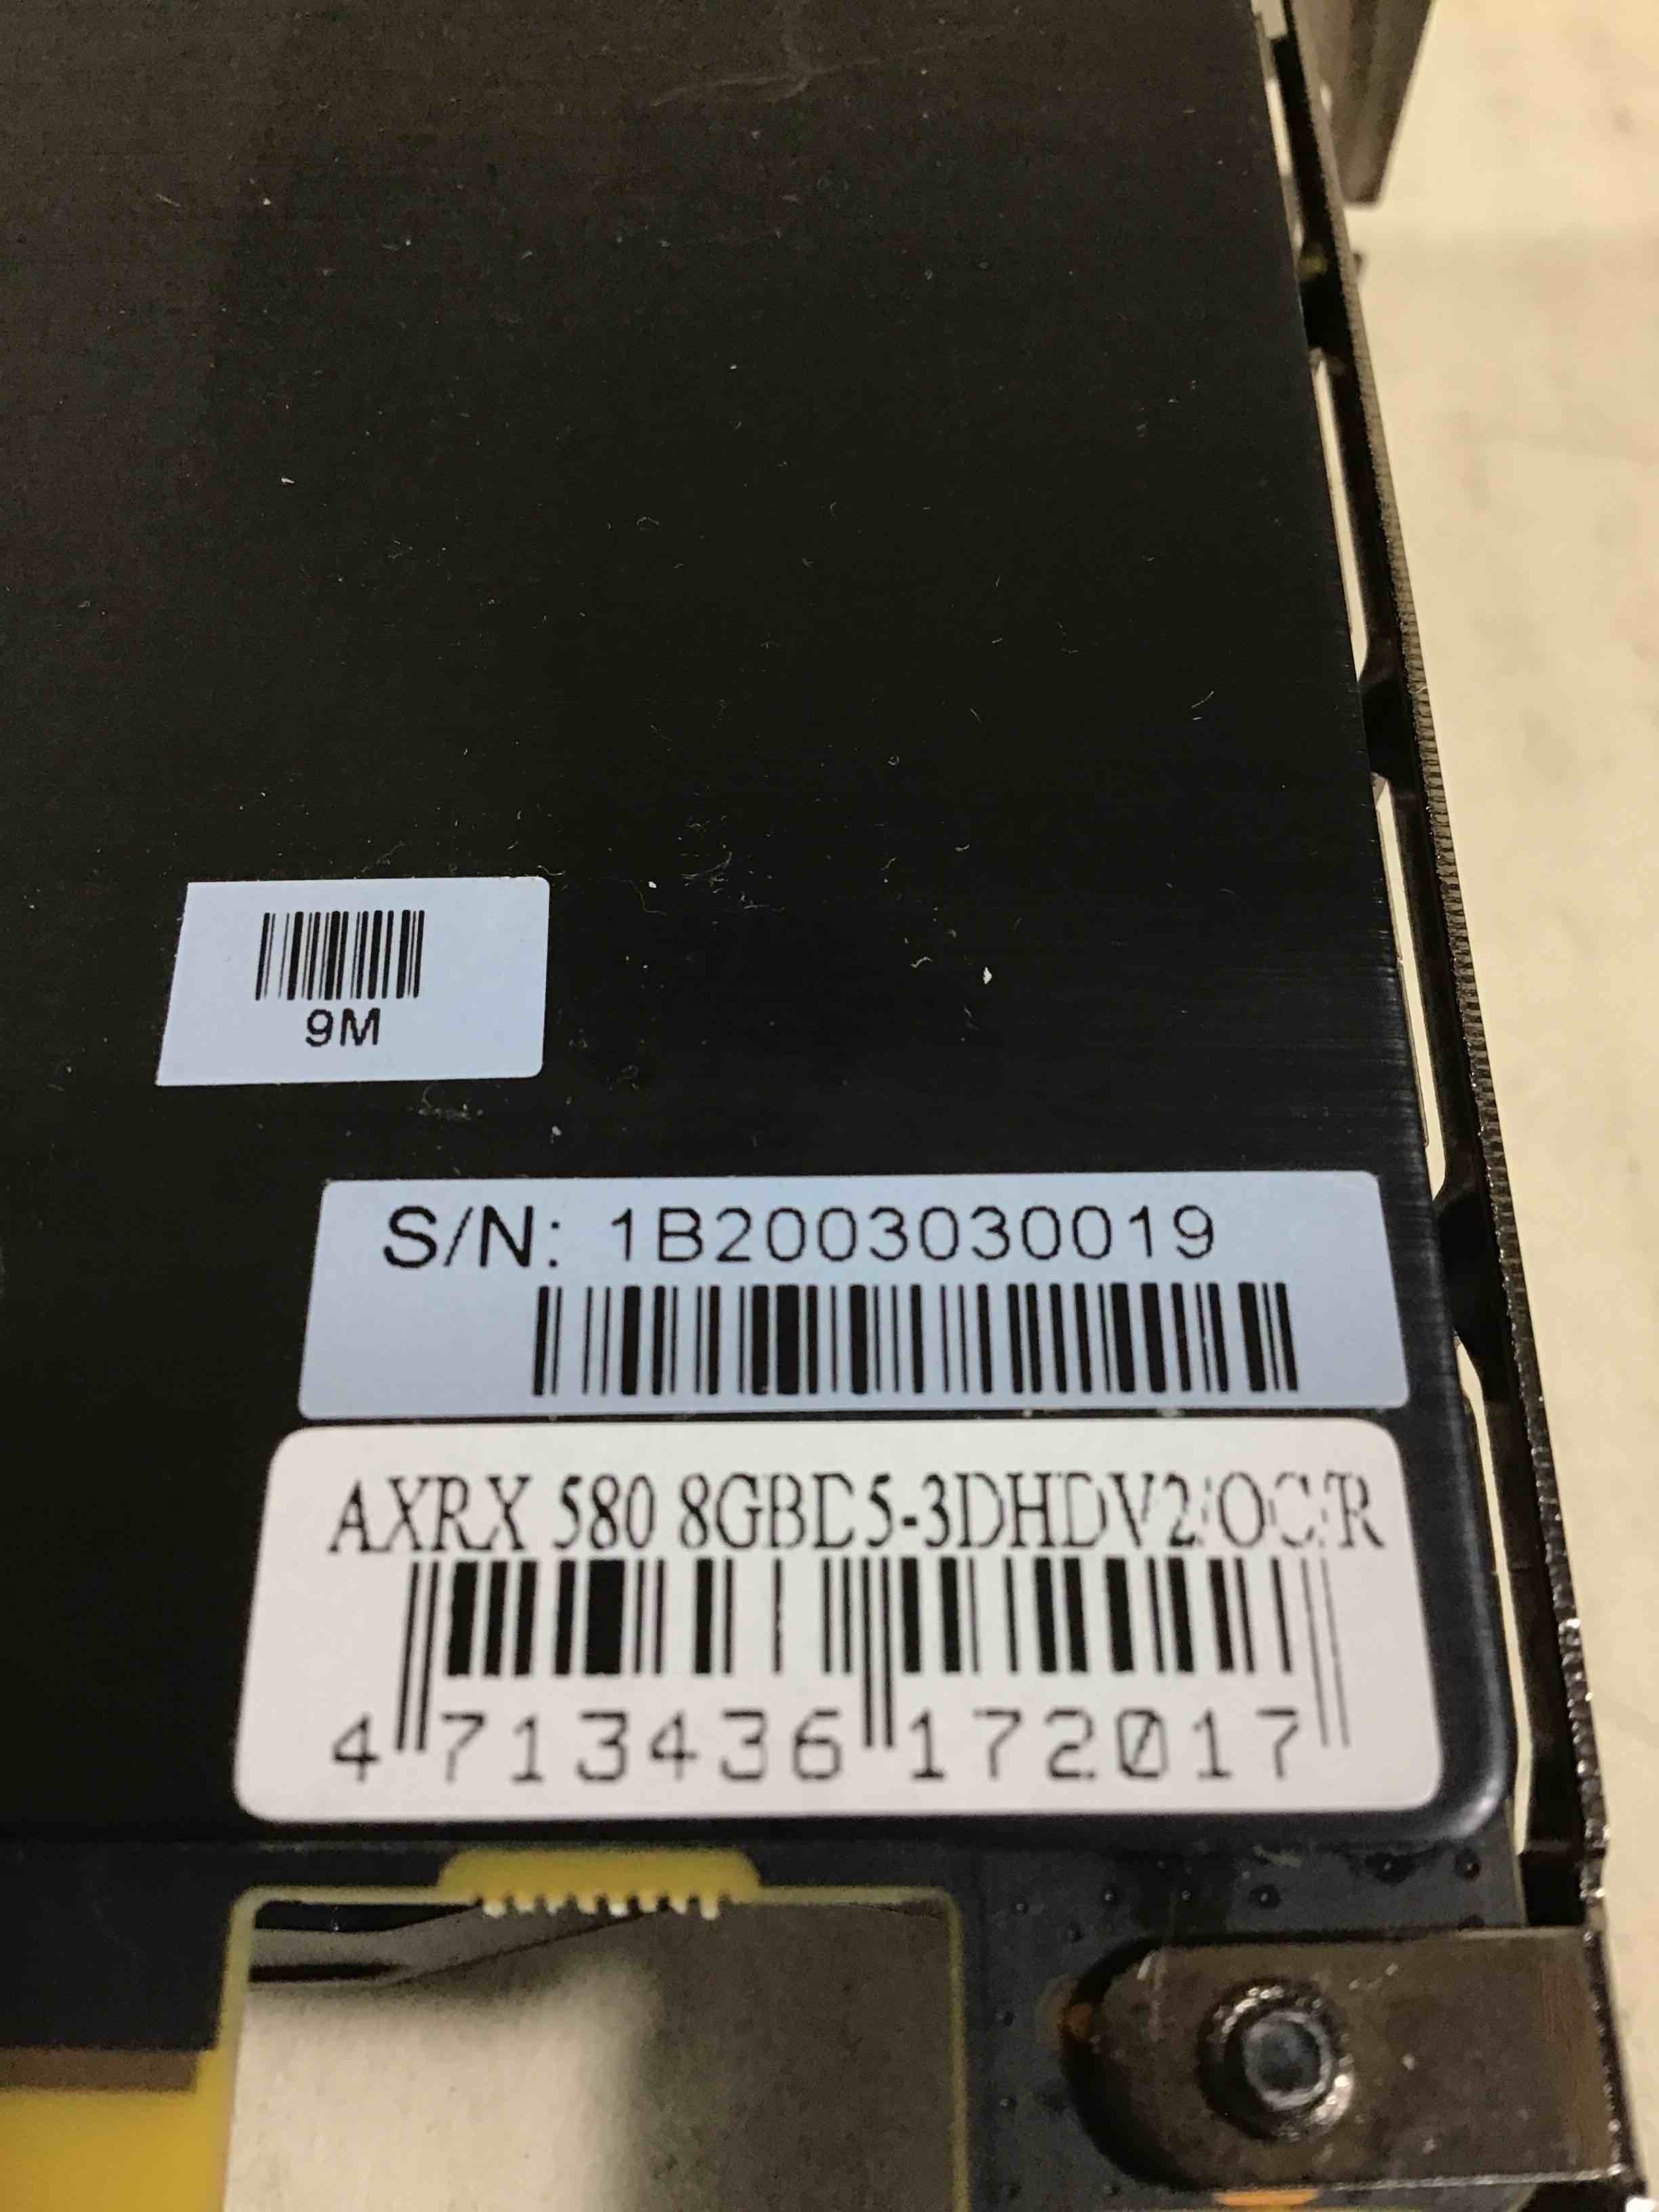 9M
S/N: 1B2003030019
AXRX 580 8GBD5-3DHDV2/OC/R
4 713436 172017